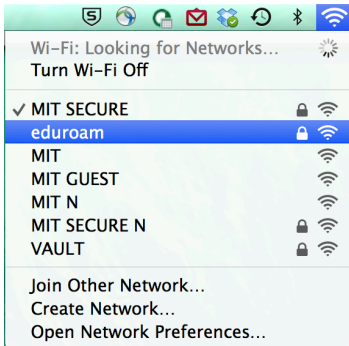 Wi-Fi: Looking for Networks...
Turn Wi-Fi Off
MIT SECURE
eduroam
MIT
MIT GUEST
MIT N
MIT SECURE N
VAULT
Join Other Network...
Create Network...
Open Network Preferences...